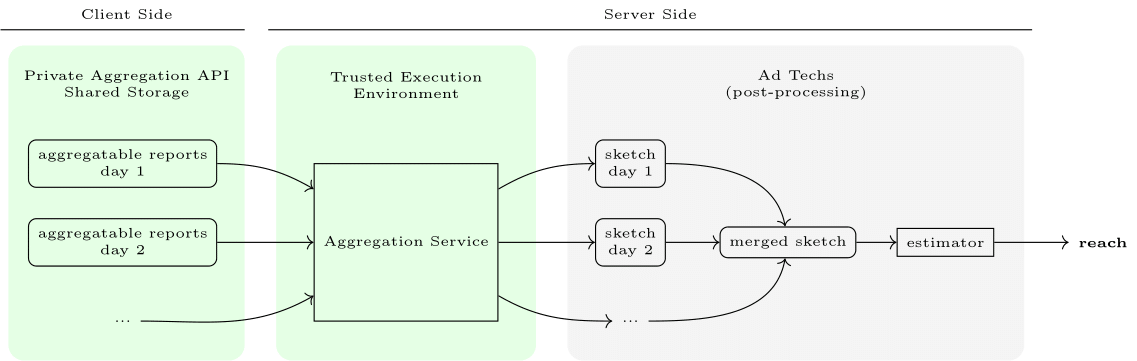 Client Side
Server Side
Private Aggregation API
Shared Storage
Trusted Execution
Environment
Ad Techs
(post-processing)
aggregatable reports
day 1
sketch
day 1
aggregatable reports
day 2
Aggregation Service
sketch
day 2
merged sketch
estimator
reach
...
...